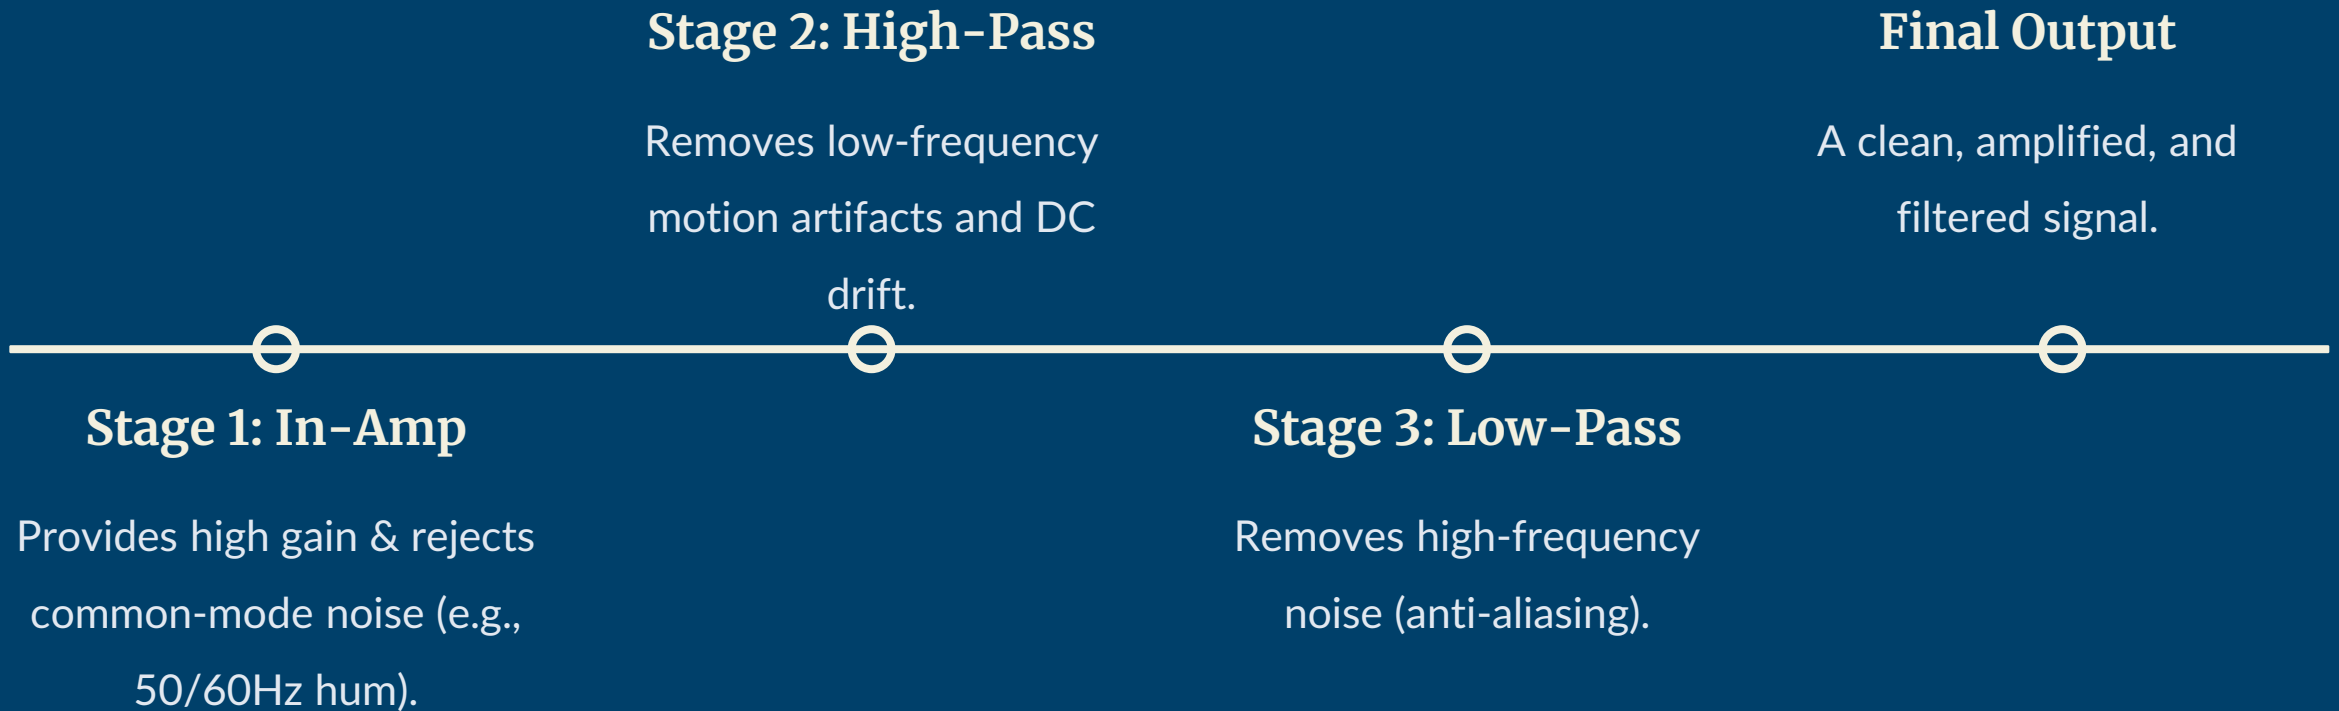 Stage 1: In-Amp
Provides high gain & rejects
common-mode noise (e.g.,
50/60Hz hum).
Stage 2: High-Pass
Removes low-frequency
motion artifacts and DC
drift.
Stage 3: Low-Pass
Removes high-frequency
noise (anti-aliasing).
Final Output
A clean, amplified, and
filtered signal.